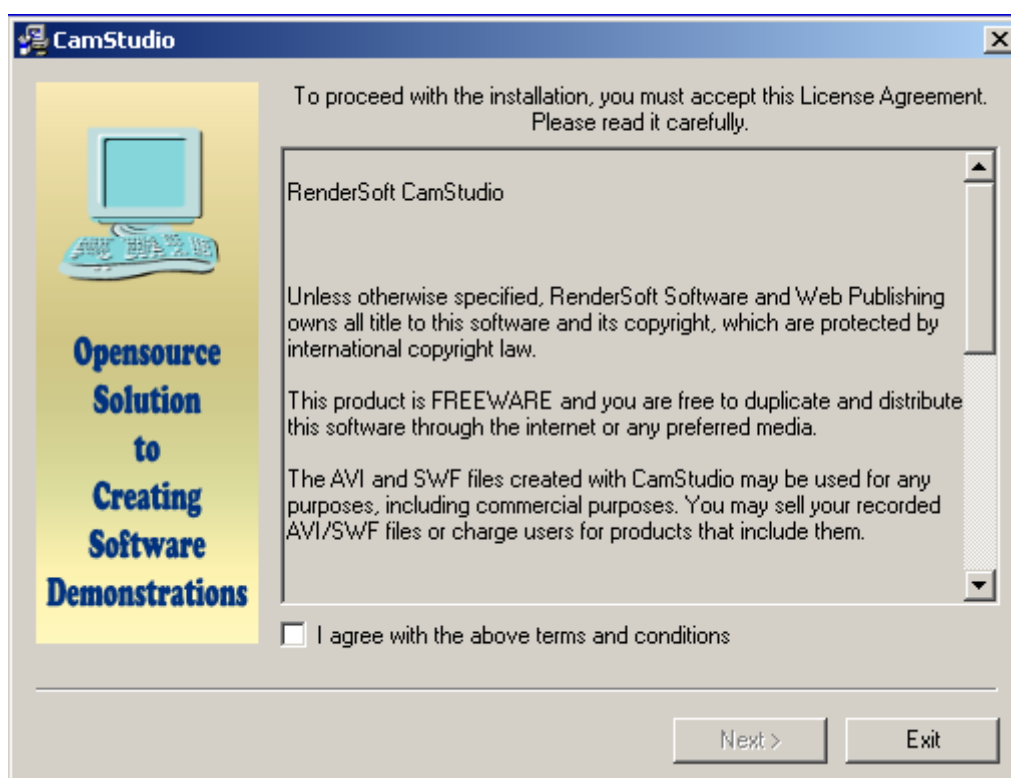 CamStudio
To proceed with the installation, you must accept this License Agreement.
Please read it carefully.
Opensource
Solution
to
Creating
Software
Demonstrations
RenderSoft CamStudio
Unless otherwise specified, RenderSoft Software and Web Publishing
owns all title to this software and its copyright, which are protected by
international copyright law.
This product is FREEWARE and you are free to duplicate and distribute
this software through the internet or any preferred media.
The AVI and SWF files created with CamStudio may be used for any
purposes, including commercial purposes. You may sell your recorded
AVI/SWF files or charge users for products that include them.
I agree with the above terms and conditions
Next >
Exit